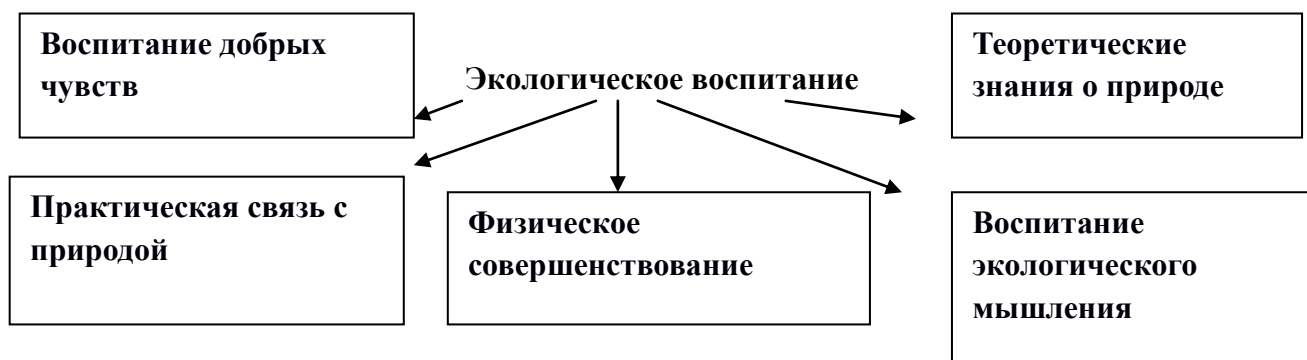 Воспитание добрых
чувств
Экологическое воспитание
Теоретические
знания о природе
Практическая связь с
природой
Физическое
совершенствование
Воспитание
экологического
мышления